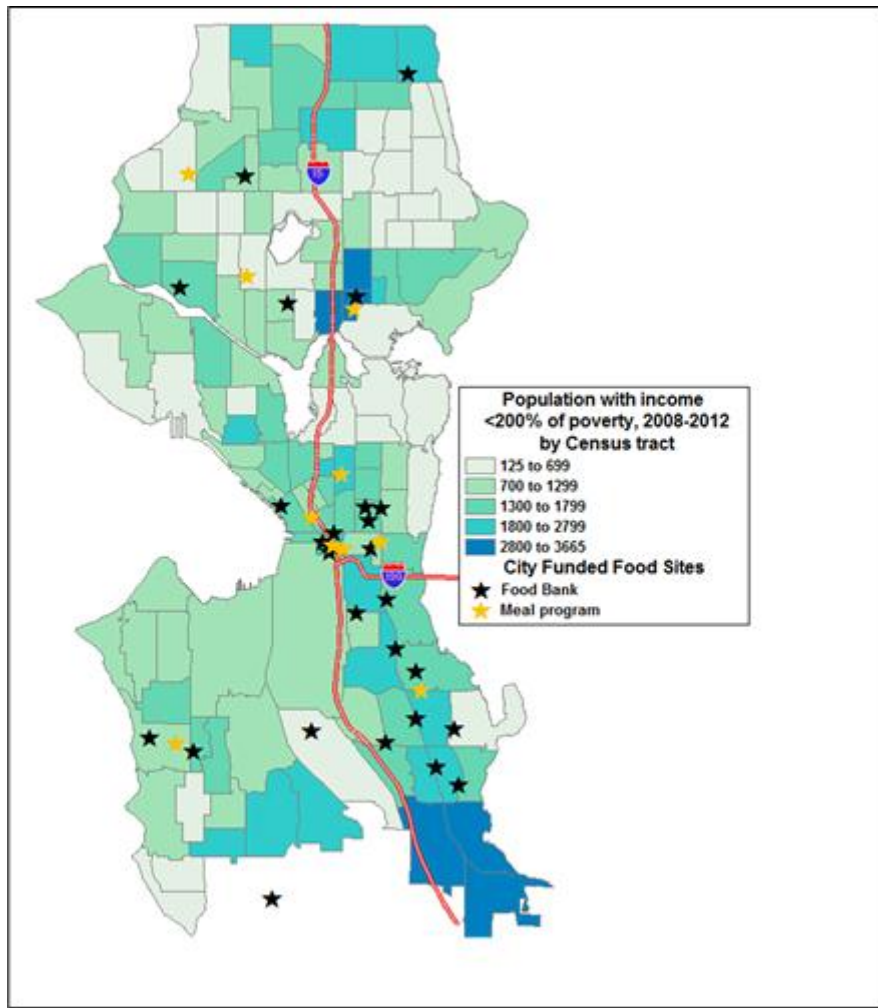 Population with income
<200% of poverty, 2008-2012
by Census tract
125 to 699
700 to 1299
1300 to 1799
1800 to 2799
2800 to 3665
City Funded Food Sites
Food Bank
Meal program